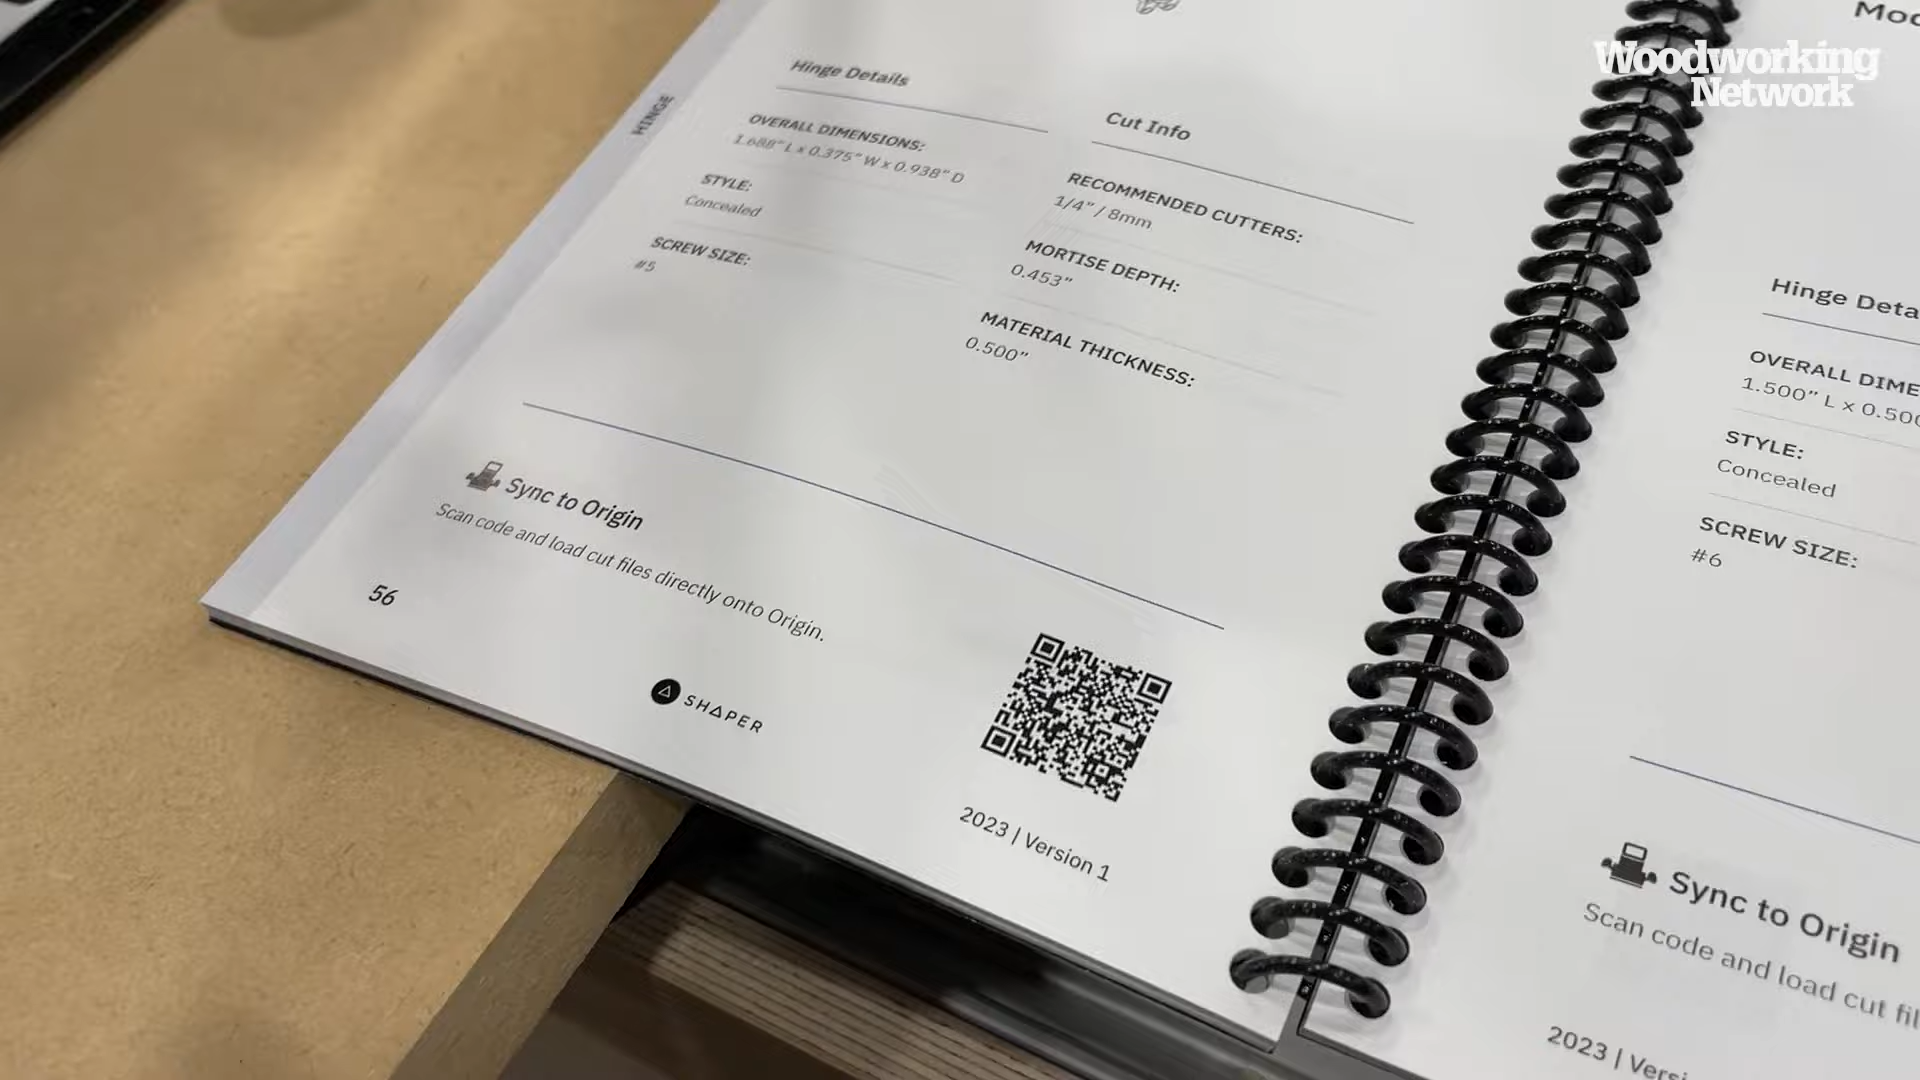 Woodworking
Network
HINGE
Hinge Details
OVERALL DIMENSIONS:
1.688" L x 0.375" W x 0.938" D
STYLE:
Concealed
SCREW SIZE:
#5
Cut Info
RECOMMENDED CUTTERS:
1/4" / 8mm
MORTISE DEPTH:
0.453"
MATERIAL THICKNESS:
0.500"
Sync to Origin
Scan code and load cut files directly onto Origin.
56
SHAPER
2023 | Version 1
Hinge Deta
OVERALL DIME
1.500" L x 0.500
STYLE:
Concealed
SCREW SIZE:
#6
Sync to Origin
Scan code and load cut fil
2023 | Versi